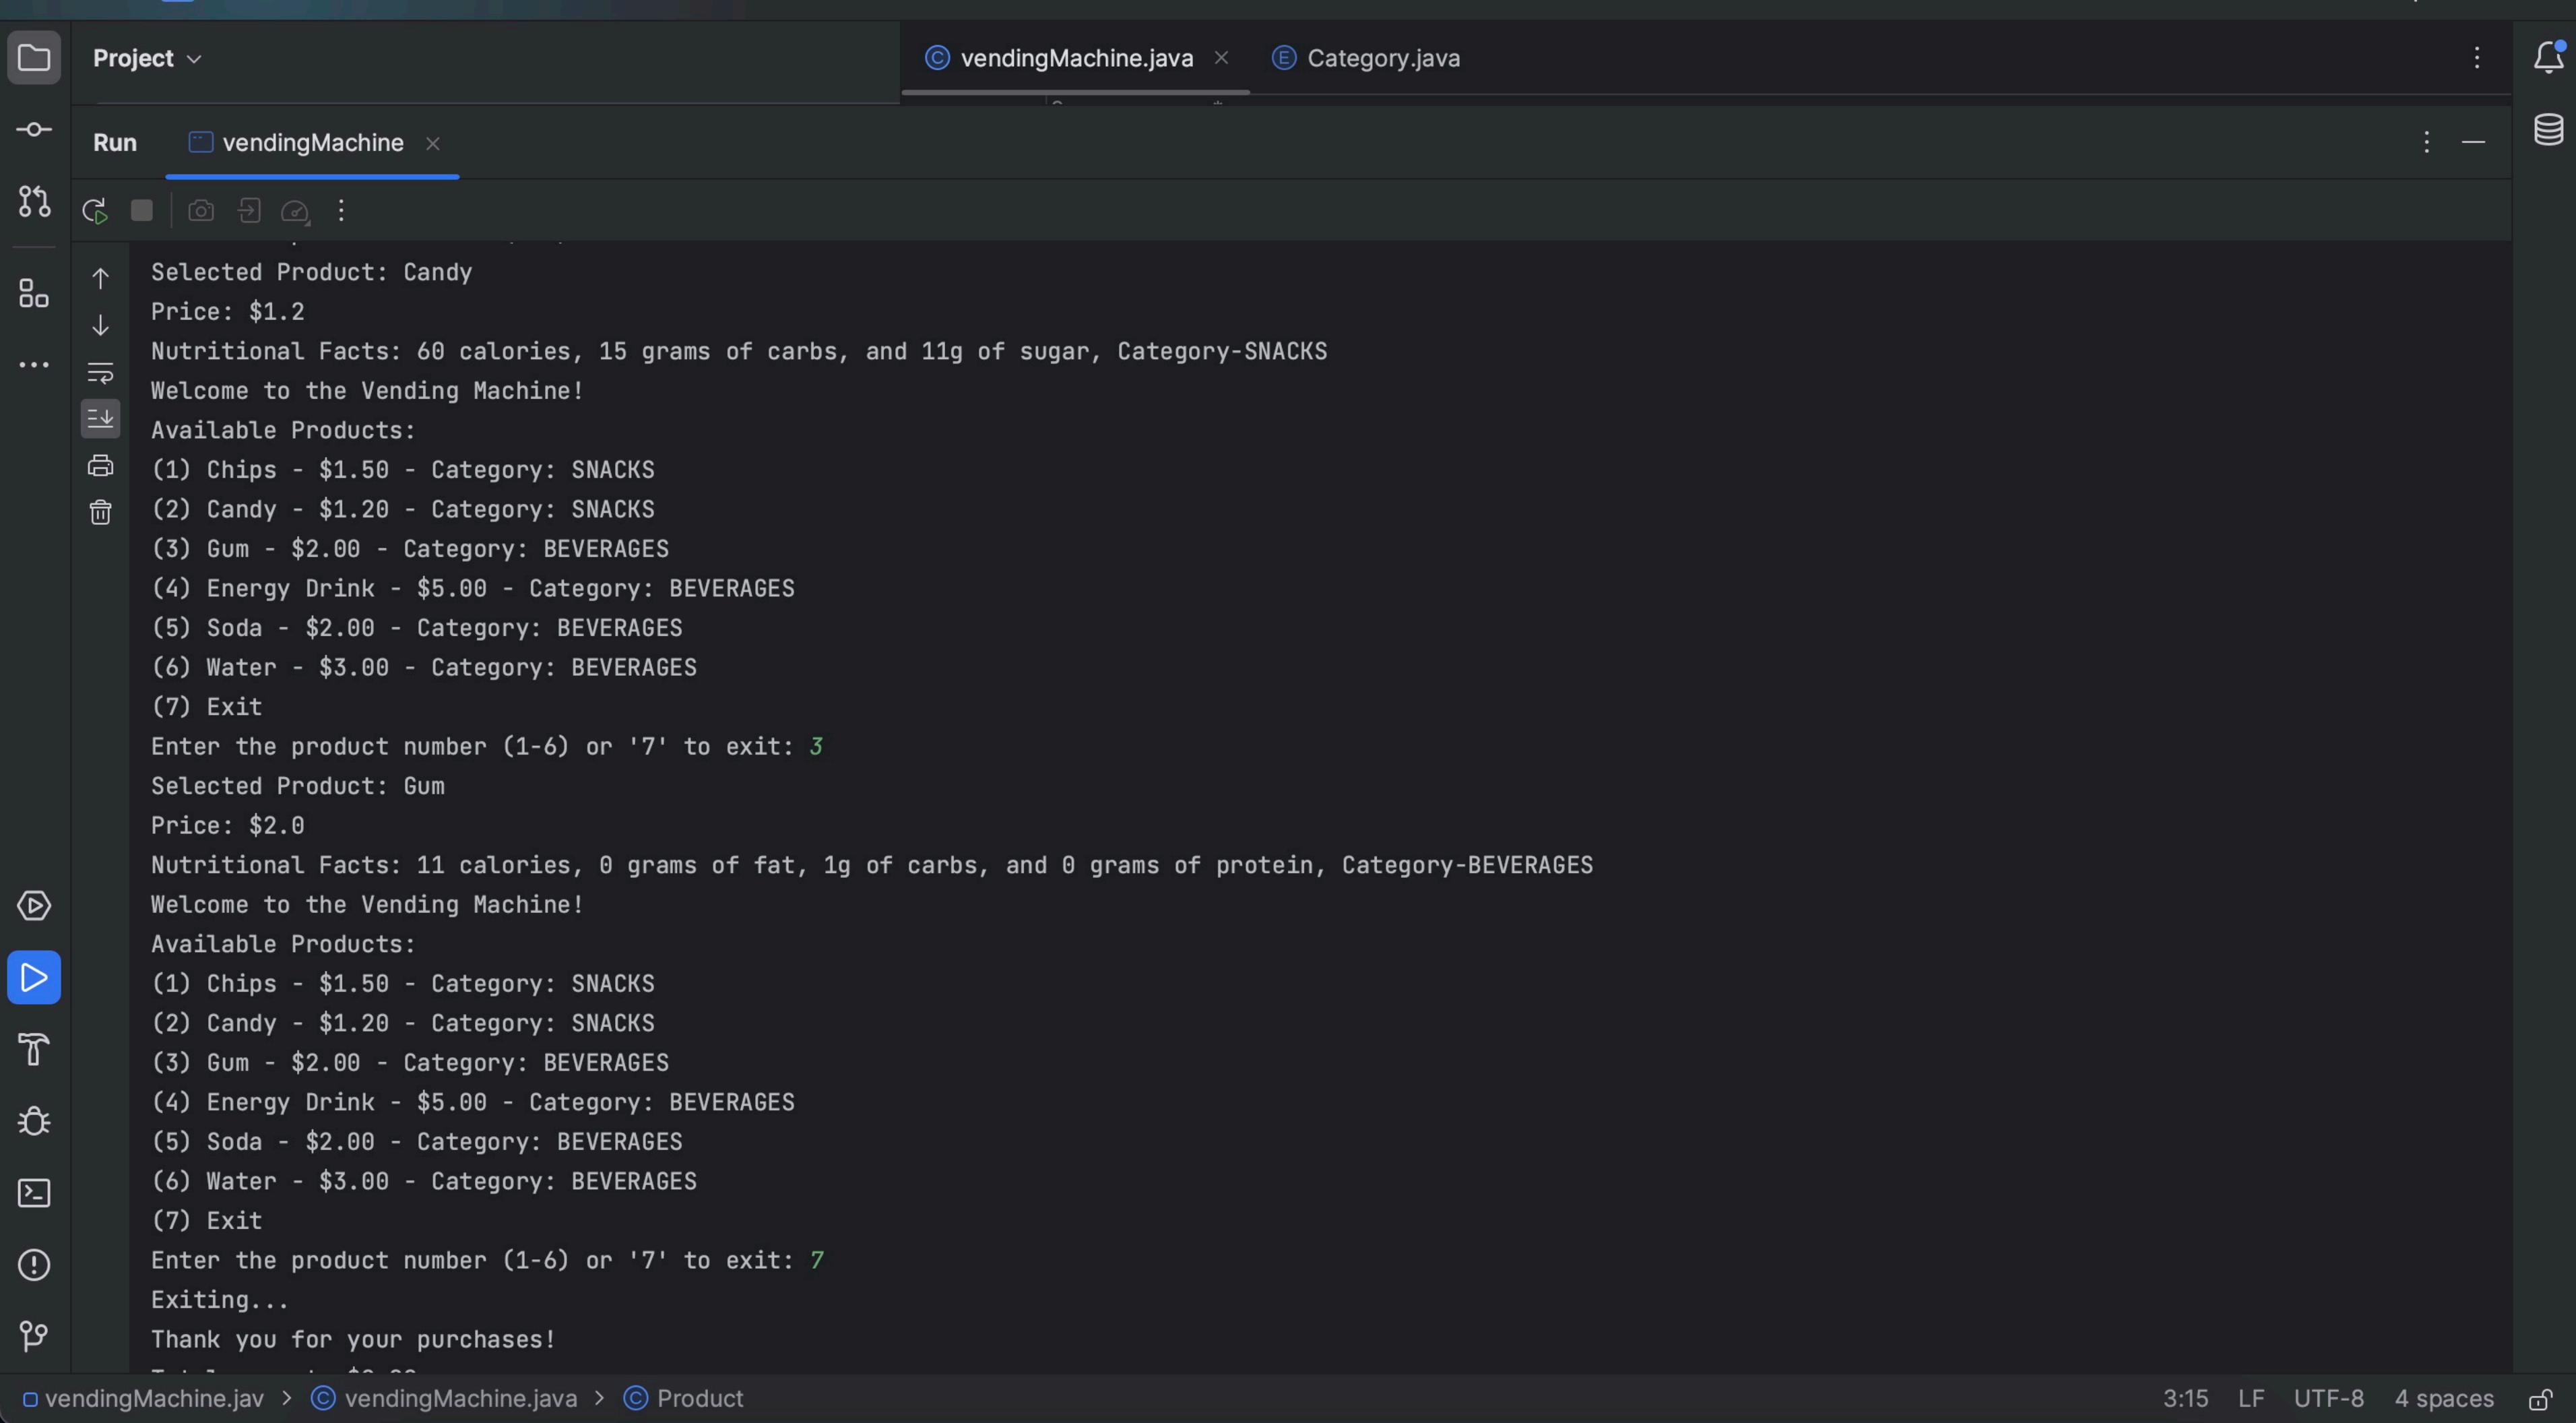 Project
vendingMachine.java
Category.java
Run
vendingMachine
Selected Product: Candy
Price: $1.2
Nutritional Facts: 60 calories, 15 grams of carbs, and 11g of sugar, Category-SNACKS
Welcome to the Vending Machine!
Available Products:
(1) Chips - $1.50 - Category: SNACKS
(2) Candy - $1.20 - Category: SNACKS
(3) Gum - $2.00 - Category: BEVERAGES
(4) Energy Drink - $5.00 - Category: BEVERAGES
(5) Soda - $2.00 - Category: BEVERAGES
(6) Water - $3.00 - Category: BEVERAGES
(7) Exit
Enter the product number (1-6) or '7' to exit: 3
Selected Product: Gum
Price: $2.0
Nutritional Facts: 11 calories, 0 grams of fat, 1g of carbs, and 0 grams of protein, Category-BEVERAGES
Welcome to the Vending Machine!
Available Products:
(1) Chips - $1.50 - Category: SNACKS
(2) Candy - $1.20 - Category: SNACKS
(3) Gum - $2.00 - Category: BEVERAGES
(4) Energy Drink - $5.00 - Category: BEVERAGES
(5) Soda - $2.00 - Category: BEVERAGES
(6) Water - $3.00 - Category: BEVERAGES
(7) Exit
Enter the product number (1-6) or '7' to exit: 7
Exiting...
Thank you for your purchases!
vendingMachine.jav > vendingMachine.java > Product
3:15 LF UTF-8 4 spaces